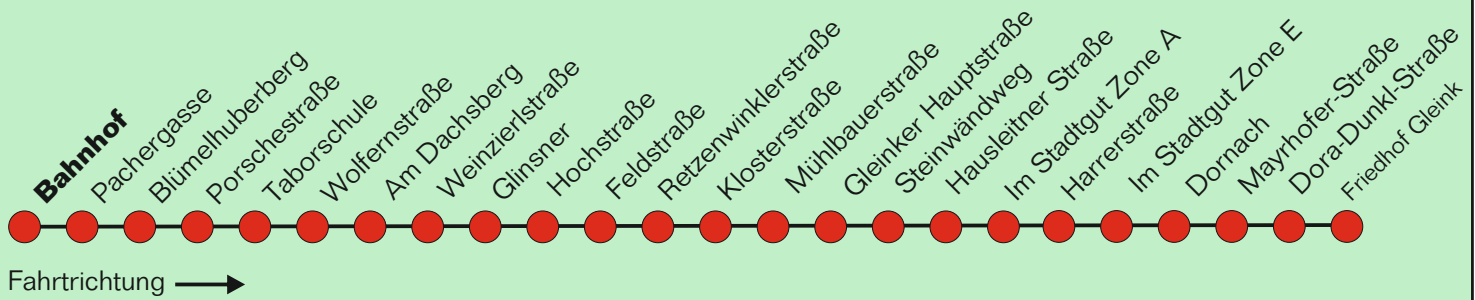 Bahnhof
Pachergasse
Blümelhuberberg
Porschestraße
Taborschule
Wolfernstraße
Am Dachsberg
Weinzierlstraße
Glinsner
Hochstraße
Feldstraße
Retzenwinklerstraße
Klosterstraße
Mühlbauerstraße
Gleinker Hauptstraße
Steinwändweg
Hausleitner Straße
Im Stadtgut Zone A
Harrerstraße
Im Stadtgut Zone E
Dornach
Mayrhofer-Straße
Dora-Dunkl-Straße
Friedhof Gleink
Fahrtrichtung